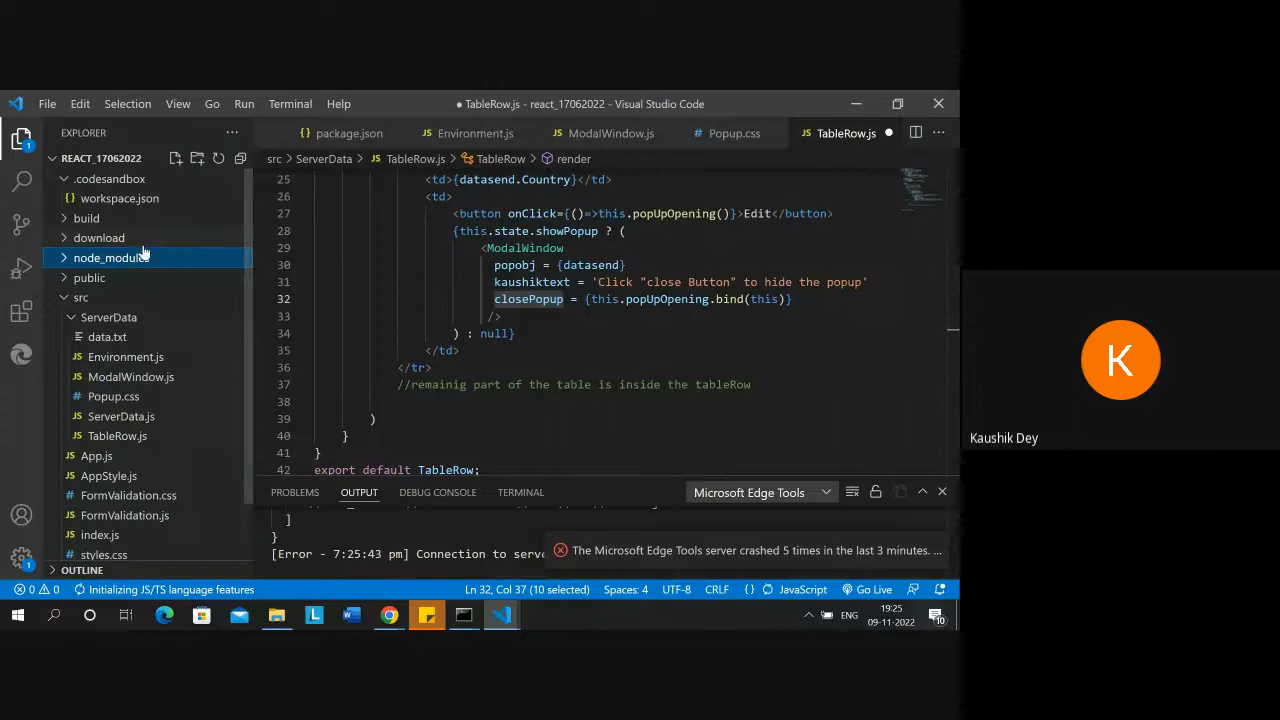 File Edit Selection View Go Run Terminal Help
● TableRow.js - react_17062022 - Visual Studio Code
EXPLORER
REACT_17062022
.codesandbox
workspace.json
build
download
node_modules
public
src
ServerData
data.txt
Environment.js
ModalWindow.js
Popup.css
ServerData.js
TableRow.js
App.js
AppStyle.js
FormValidation.css
FormValidation.js
index.js
styles.css
OUTLINE
package.json Environment.js ModalWindow.js Popup.css TableRow.js
src > ServerData > TableRow.js > TableRow > render
25 <td>{datasend.Country}</td>
26 <td>
27 <button onClick={()=>this.popUpOpening()}>Edit</button>
28 {this.state.showPopup ? (
29 <ModalWindow
30 popobj = {datasend}
31 kaushiktext = 'Click "close Button" to hide the popup'
32 closePopup = {this.popUpOpening.bind(this)}
33 />
34 ) : null}
35 </td>
36 </tr>
37 //remainig part of the table is inside the tableRow
38
39 )
40 }
41 }
42 export default TableRow;
PROBLEMS OUTPUT DEBUG CONSOLE TERMINAL Microsoft Edge Tools
]
}
[Error - 7:25:43 pm] Connection to serve
The Microsoft Edge Tools server crashed 5 times in the last 3 minutes. ...
0 0 Initializing JS/TS language features Ln 32, Col 37 (10 selected) Spaces: 4 UTF-8 CRLF {} JavaScript Go Live
ENG
19:25
09-11-2022
10
K
Kaushik Dey